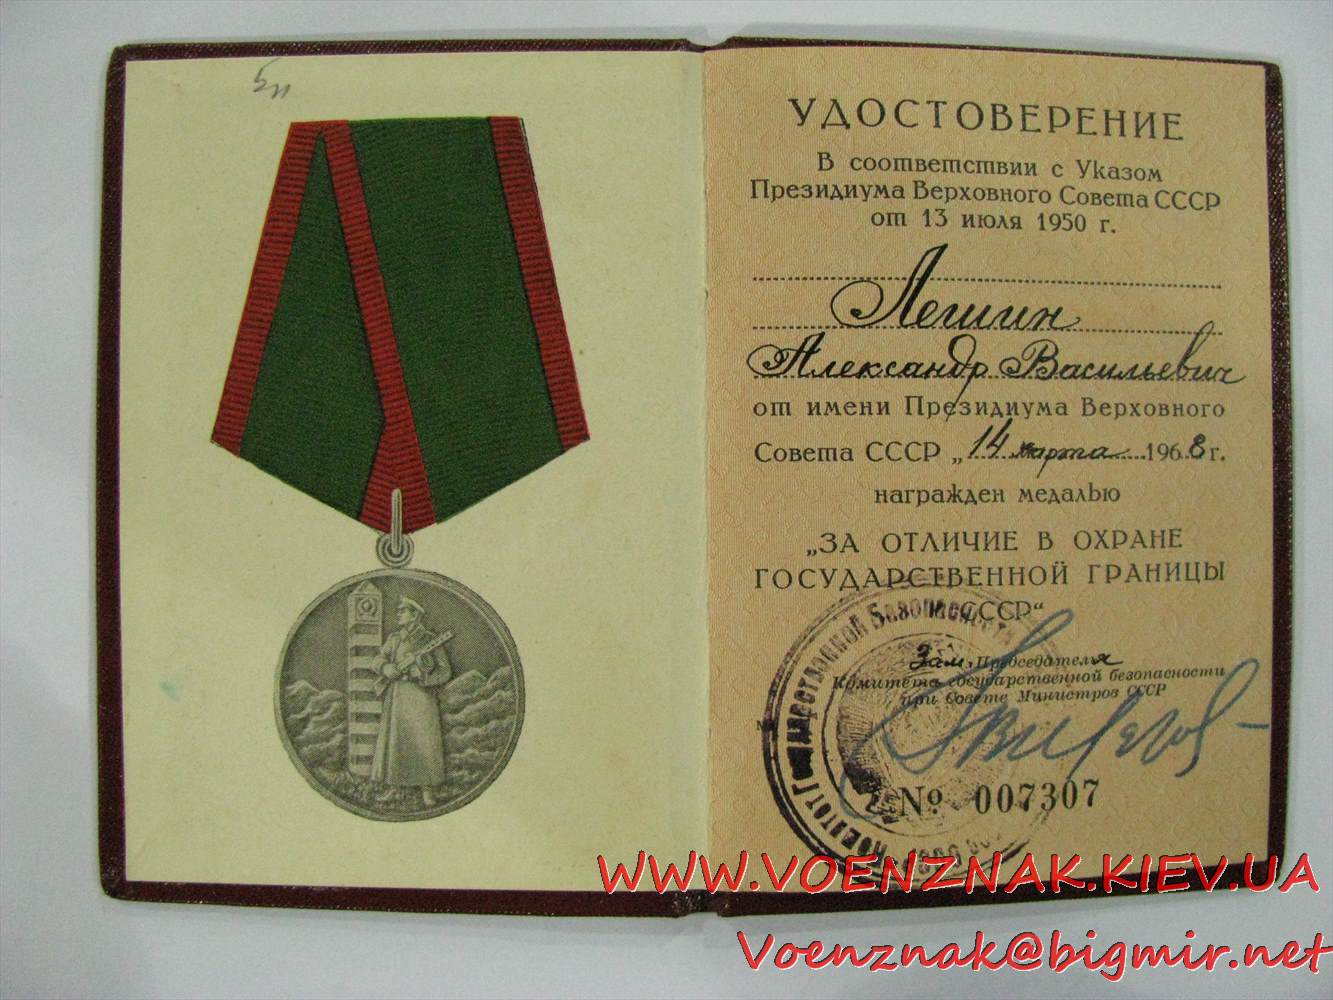 УДОСТОВЕРЕНИЕ
В соответствии с Указом
Президиума Верховного Совета СССР
от 13 июля 1950 г.
Лешин
Александр Васильевич
от имени Президиума Верховного
Совета СССР „14 марта 1968 г.
награжден медалью
„ЗА ОТЛИЧИЕ В ОХРАНЕ
ГОСУДАРСТВЕННОЙ ГРАНИЦЫ
СССР“
Зам. Председателя
Комитета государственной безопасности
при Совете Министров СССР
№ 007307
WWW.VOENZNAK.KIEV.UA
Voenznak@bigmir.net